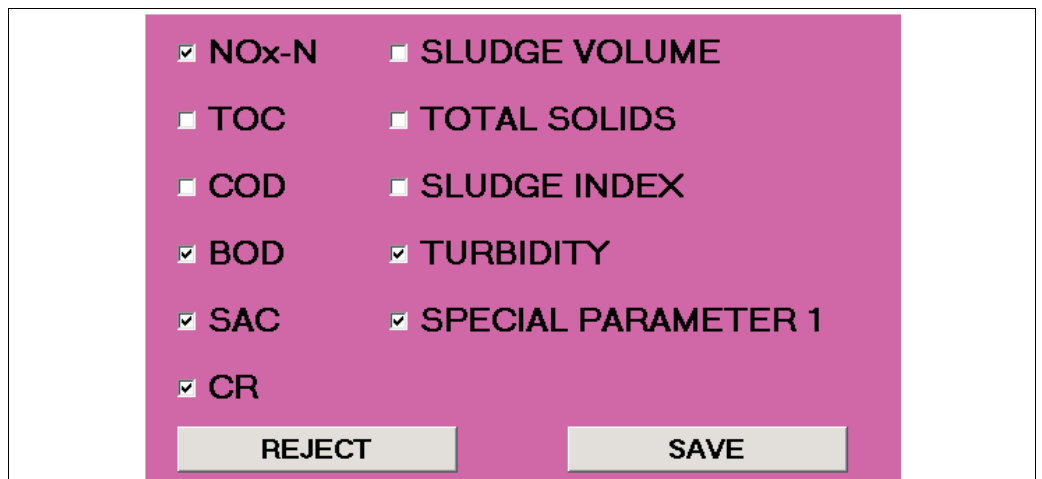 NOx-N SLUDGE VOLUME
TOC TOTAL SOLIDS
COD SLUDGE INDEX
BOD TURBIDITY
SAC SPECIAL PARAMETER 1
CR
REJECT SAVE